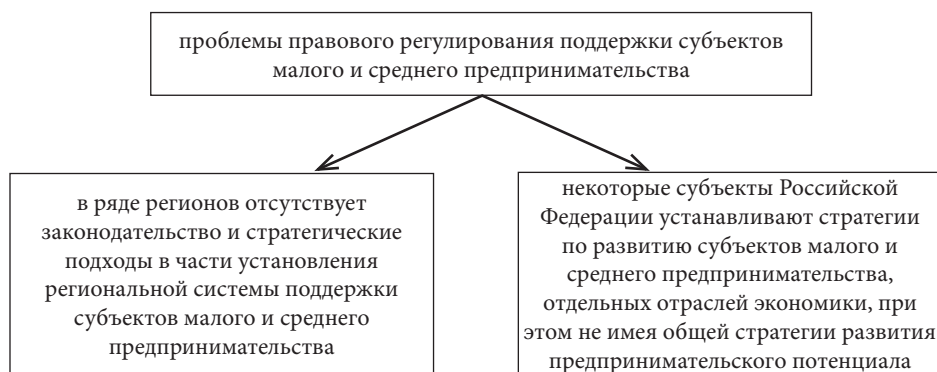 проблемы правового регулирования поддержки субъектов
малого и среднего предпринимательства
в ряде регионов отсутствует
законодательство и стратегические
подходы в части установления
региональной системы поддержки
субъектов малого и среднего
предпринимательства
некоторые субъекты Российской
Федерации устанавливают стратегии
по развитию субъектов малого и
среднего предпринимательства,
отдельных отраслей экономики, при
этом не имея общей стратегии развития
предпринимательского потенциала